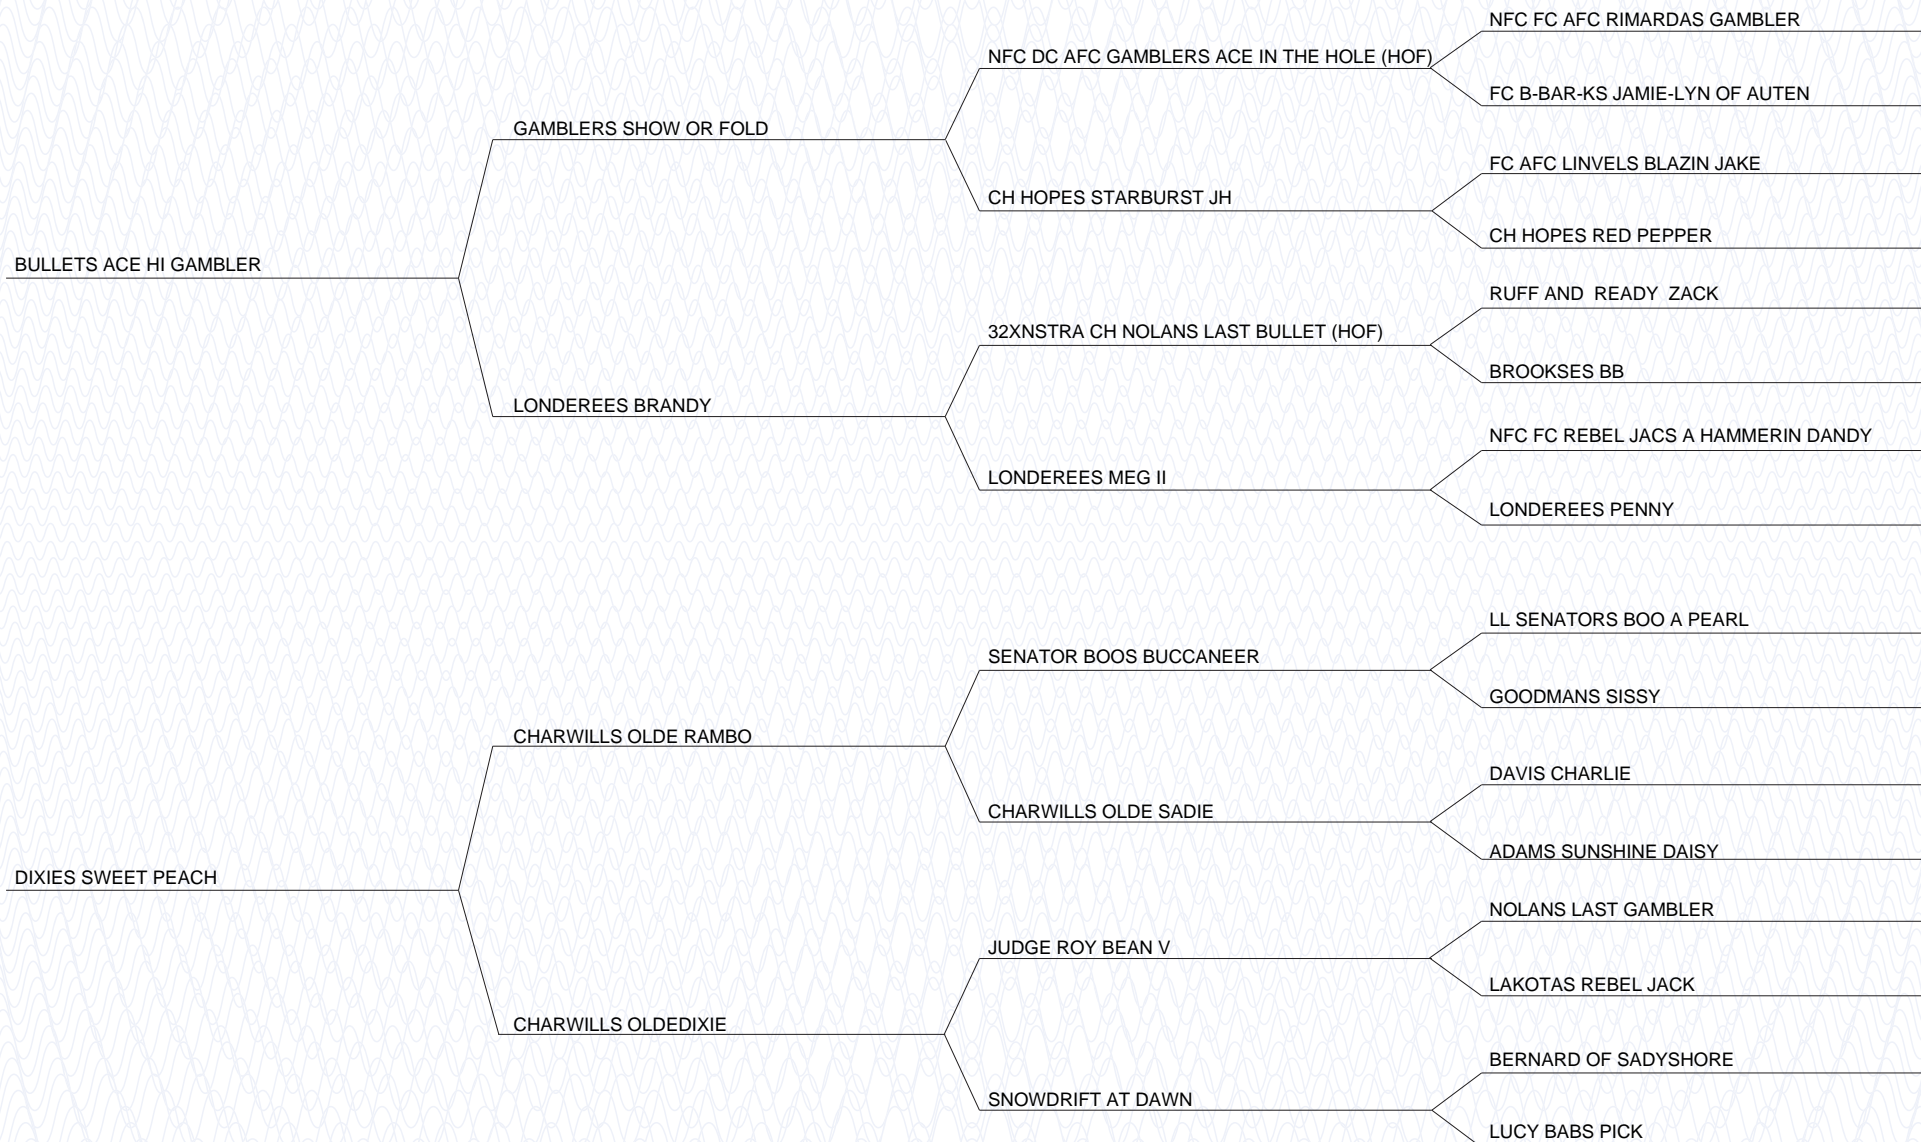 NFC FC AFC RIMARDAS GAMBLER
NFC DC AFC GAMBLERS ACE IN THE HOLE (HOF)
FC B-BAR-KS JAMIE-LYN OF AUTEN
GAMBLERS SHOW OR FOLD
FC AFC LINVELS BLAZIN JAKE
CH HOPES STARBURST JH
CH HOPES RED PEPPER
BULLETS ACE HI GAMBLER
RUFF AND  READY  ZACK
32XNSTRA CH NOLANS LAST BULLET (HOF)
BROOKSES BB
LONDEREES BRANDY
NFC FC REBEL JACS A HAMMERIN DANDY
LONDEREES MEG II
LONDEREES PENNY
LL SENATORS BOO A PEARL
SENATOR BOOS BUCCANEER
GOODMANS SISSY
CHARWILLS OLDE RAMBO
DAVIS CHARLIE
CHARWILLS OLDE SADIE
ADAMS SUNSHINE DAISY
DIXIES SWEET PEACH
NOLANS LAST GAMBLER
JUDGE ROY BEAN V
LAKOTAS REBEL JACK
CHARWILLS OLDEDIXIE
BERNARD OF SADYSHORE
SNOWDRIFT AT DAWN
LUCY BABS PICK